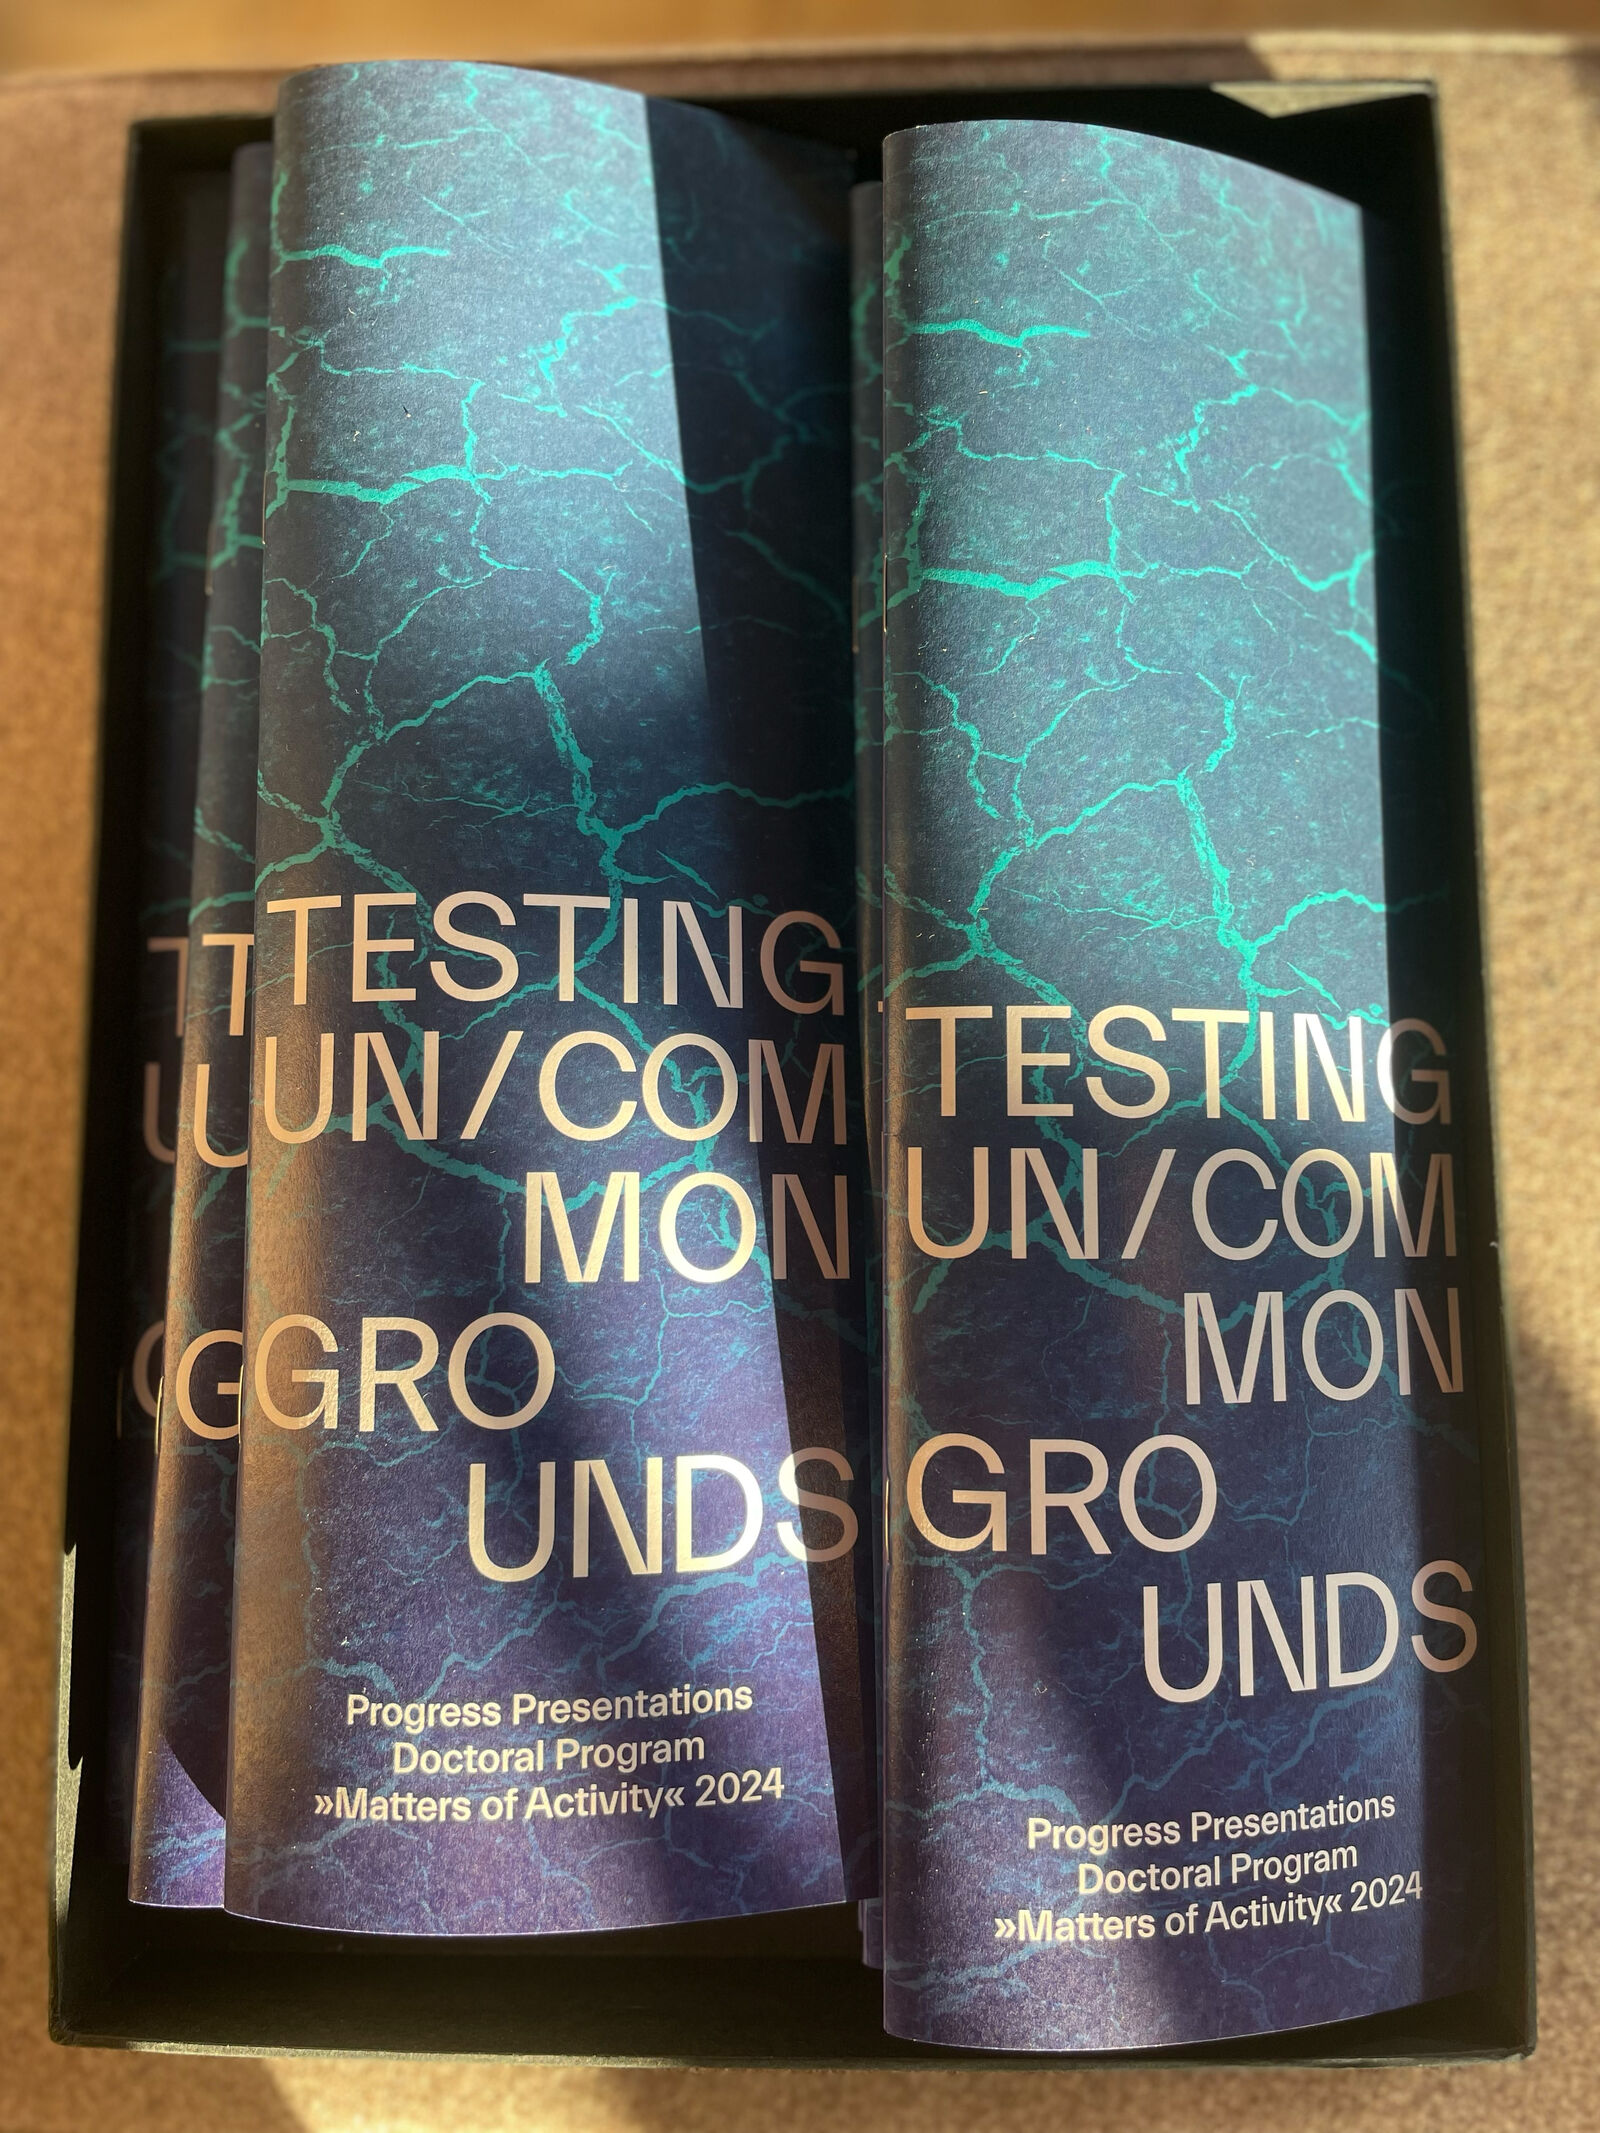 TESTING
UN/COM
MON
GRO
UNDS
Progress Presentations
Doctoral Program
»Matters of Activity« 2024
TESTING
UN/COM
MON
GRO
UNDS
Progress Presentations
Doctoral Program
»Matters of Activity« 2024
T
U
G
T
U
G